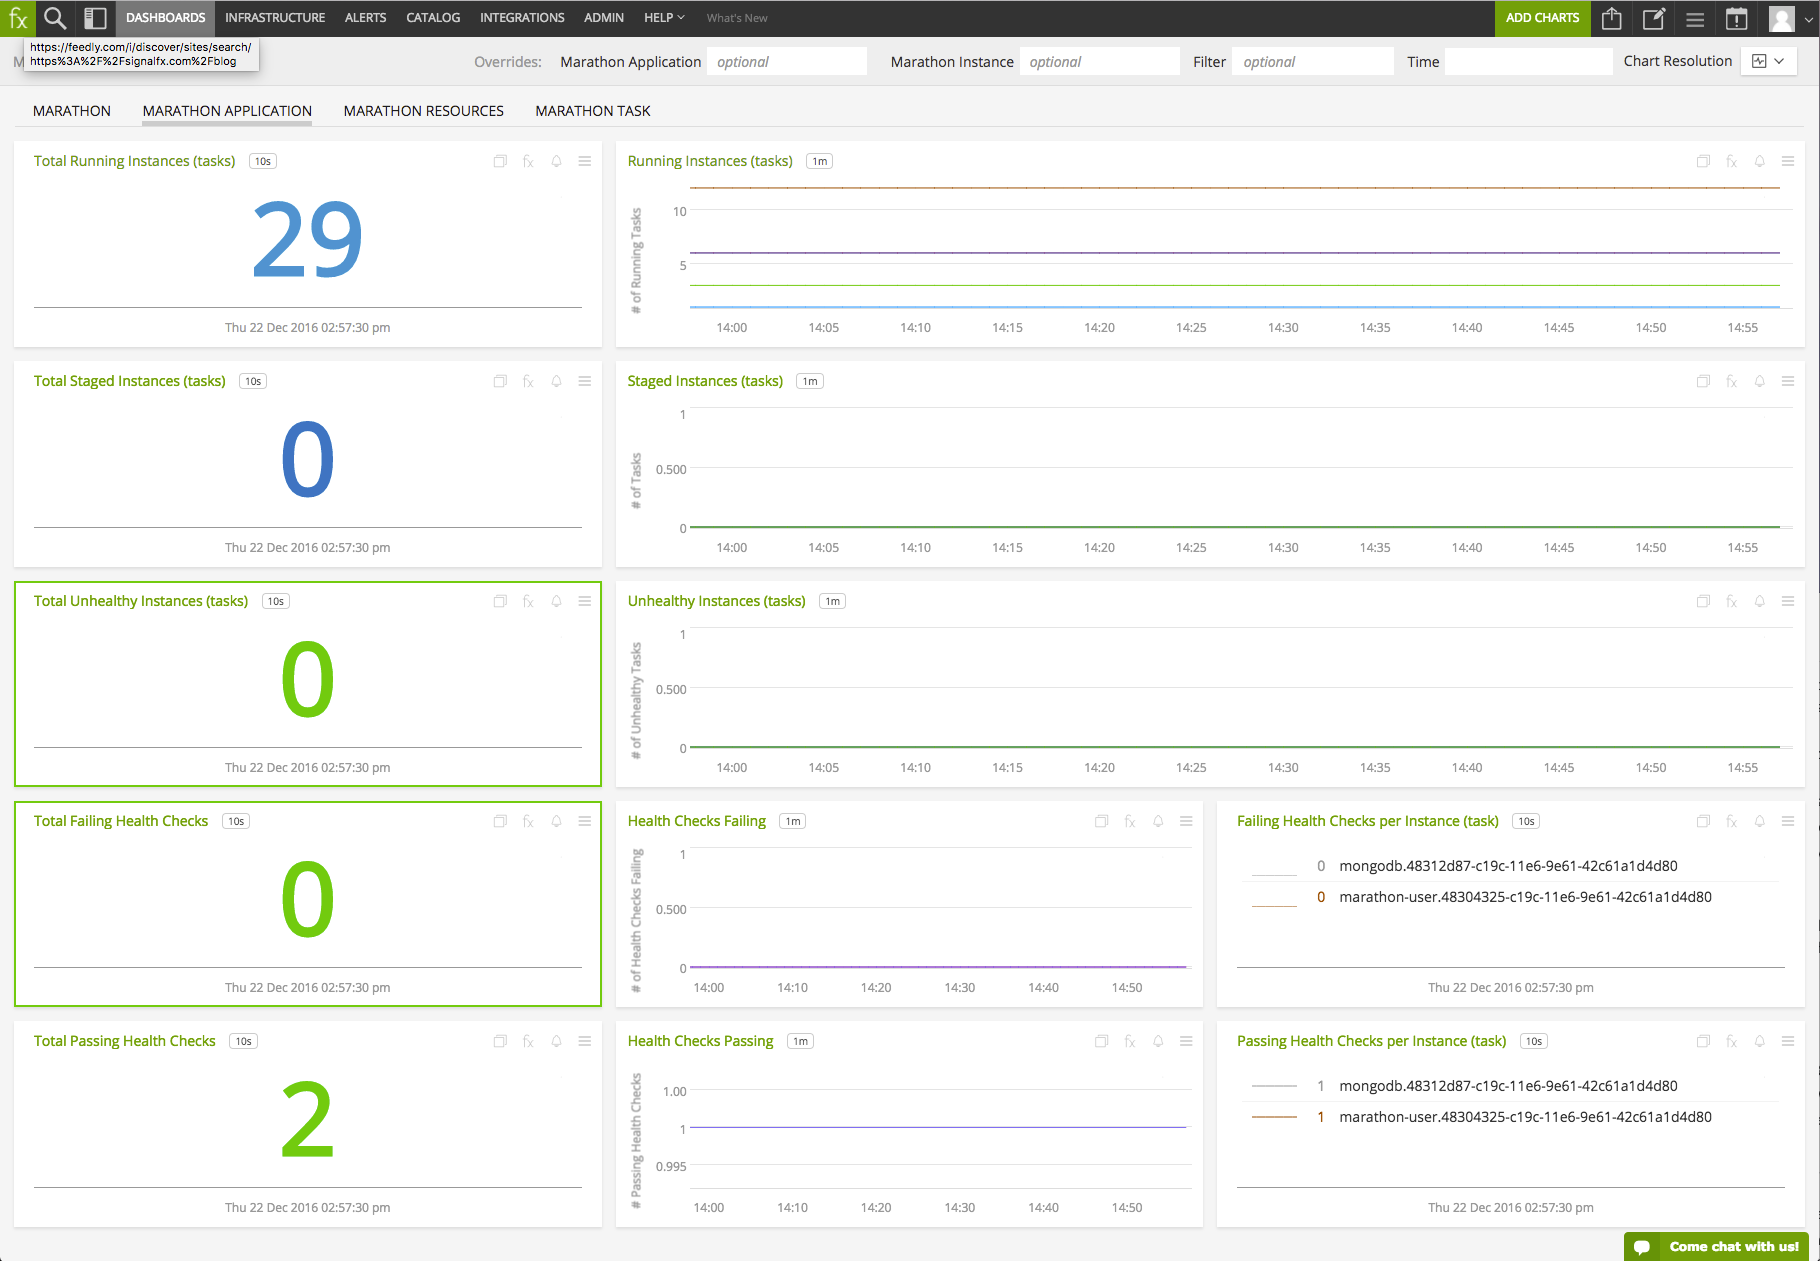 fx DASHBOARDS INFRASTRUCTURE ALERTS CATALOG INTEGRATIONS ADMIN HELP What's New ADD CHARTS
https://feedly.com/i/discover/sites/search/
https%3A%2F%2Fsignalfx.com%2Fblog
Overrides: Marathon Application optional Marathon Instance optional Filter optional Time Chart Resolution
MARATHON MARATHON APPLICATION MARATHON RESOURCES MARATHON TASK
Total Running Instances (tasks) 10s
29
Thu 22 Dec 2016 02:57:30 pm
Running Instances (tasks) 1m
# of Running Tasks
10
5
14:00 14:05 14:10 14:15 14:20 14:25 14:30 14:35 14:40 14:45 14:50 14:55
Total Staged Instances (tasks) 10s
0
Thu 22 Dec 2016 02:57:30 pm
Staged Instances (tasks) 1m
# of Tasks
1
0.500
0
14:00 14:05 14:10 14:15 14:20 14:25 14:30 14:35 14:40 14:45 14:50 14:55
Total Unhealthy Instances (tasks) 10s
0
Thu 22 Dec 2016 02:57:30 pm
Unhealthy Instances (tasks) 1m
# of Unhealthy Tasks
1
0.500
0
14:00 14:05 14:10 14:15 14:20 14:25 14:30 14:35 14:40 14:45 14:50 14:55
Total Failing Health Checks 10s
0
Thu 22 Dec 2016 02:57:30 pm
Health Checks Failing 1m
# of Health Checks Failing
1
0.500
0
14:00 14:10 14:20 14:30 14:40 14:50
Failing Health Checks per Instance (task) 10s
0 mongodb.48312d87-c19c-11e6-9e61-42c61a1d4d80
0 marathon-user.48304325-c19c-11e6-9e61-42c61a1d4d80
Thu 22 Dec 2016 02:57:30 pm
Total Passing Health Checks 10s
2
Thu 22 Dec 2016 02:57:30 pm
Health Checks Passing 1m
# Passing Health Checks
1.00
1
0.995
14:00 14:10 14:20 14:30 14:40 14:50
Passing Health Checks per Instance (task) 10s
1 mongodb.48312d87-c19c-11e6-9e61-42c61a1d4d80
1 marathon-user.48304325-c19c-11e6-9e61-42c61a1d4d80
Thu 22 Dec 2016 02:57:30 pm
Come chat with us!